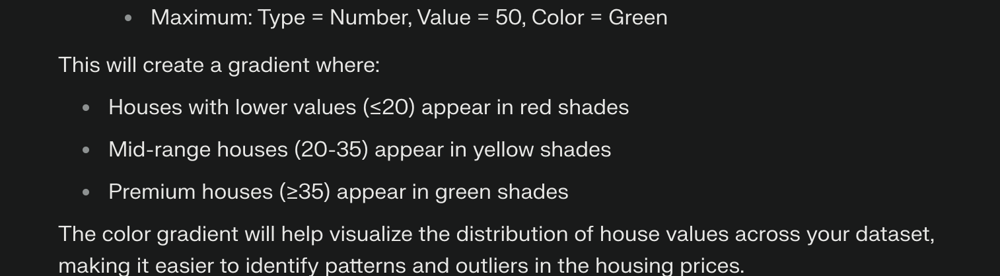 Maximum: Type = Number, Value = 50, Color = Green
This will create a gradient where:
Houses with lower values (≤20) appear in red shades
Mid-range houses (20-35) appear in yellow shades
Premium houses (≥35) appear in green shades
The color gradient will help visualize the distribution of house values across your dataset,
making it easier to identify patterns and outliers in the housing prices.